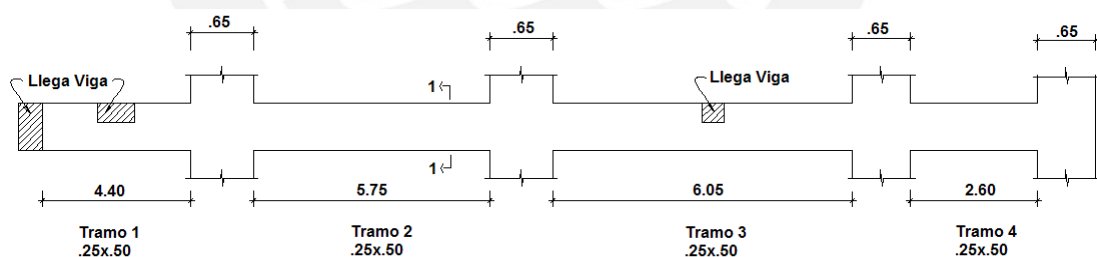 .65
.65
.65
.65
Llega Viga
Llega Viga
1
1
4.40
5.75
6.05
2.60
Tramo 1
.25x.50
Tramo 2
.25x.50
Tramo 3
.25x.50
Tramo 4
.25x.50